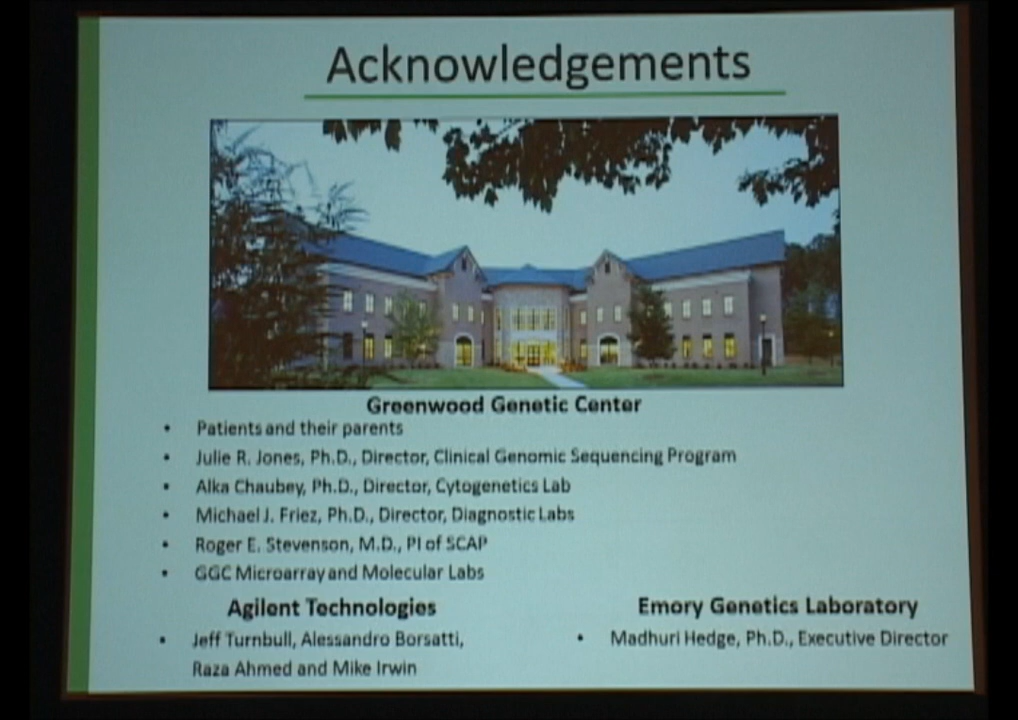 Acknowledgements
Greenwood Genetic Center
• Patients and their parents
• Julie R. Jones, Ph.D., Director, Clinical Genomic Sequencing Program
• Alka Chaubey, Ph.D., Director, Cytogenetics Lab
• Michael J. Friez, Ph.D., Director, Diagnostic Labs
• Roger E. Stevenson, M.D., PI of SCAP
• GGC Microarray and Molecular Labs
Agilent Technologies
• Jeff Turnbull, Alessandro Borsatti,
Raza Ahmed and Mike Irwin
Emory Genetics Laboratory
• Madhuri Hedge, Ph.D., Executive Director